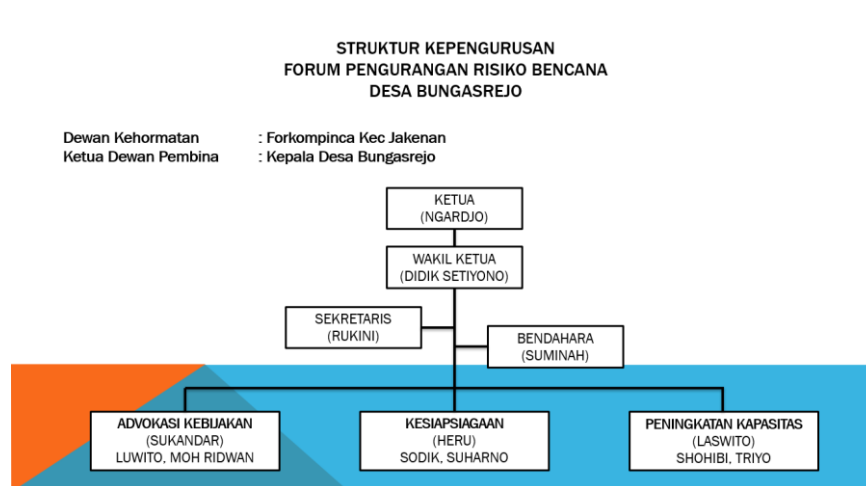 STRUKTUR KEPENGURUSAN
FORUM PENGURANGAN RISIKO BENCANA
DESA BUNGASREJO
Dewan Kehormatan : Forkompinca Kec Jakenan
Ketua Dewan Pembina : Kepala Desa Bungasrejo
KETUA
(NGARDJO)
WAKIL KETUA
(DIDIK SETIYONO)
SEKRETARIS
(RUKINI)
BENDAHARA
(SUMINAH)
ADVOKASI KEBIJAKAN
(SUKANDAR)
LUWITO, MOH RIDWAN
KESIAPSIAGAAN
(HERU)
SODIK, SUHARNO
PENINGKATAN KAPASITAS
(LASWITO)
SHOHIBI, TRIYO